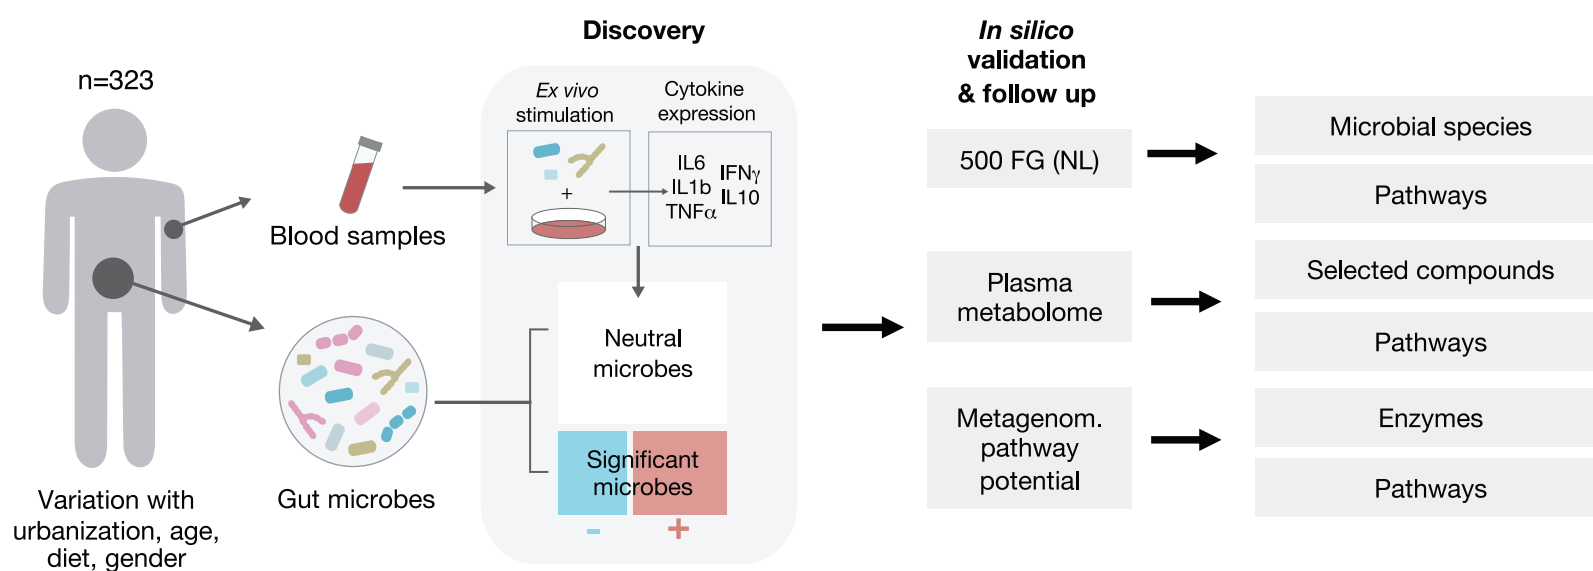 n=323
Variation with
urbanization, age,
diet, gender
Blood samples
Gut microbes
Discovery
Ex vivo
stimulation
+
Cytokine
expression
IL6
IL1b
TNFα
IFNγ
IL10
Neutral
microbes
Significant
microbes
-
+
In silico
validation
& follow up
500 FG (NL)
Microbial species
Pathways
Plasma
metabolome
Selected compounds
Pathways
Metagenom.
pathway
potential
Enzymes
Pathways